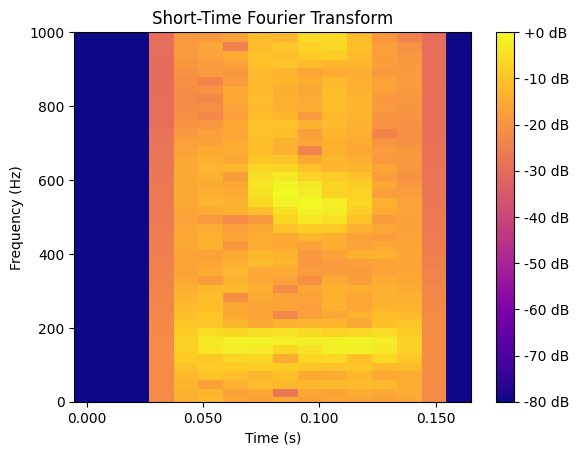 Short-Time Fourier Transform
1000
800
600
400
200
0
Frequency (Hz)
0.000
0.050
0.100
0.150
Time (s)
+0 dB
-10 dB
-20 dB
-30 dB
-40 dB
-50 dB
-60 dB
-70 dB
-80 dB